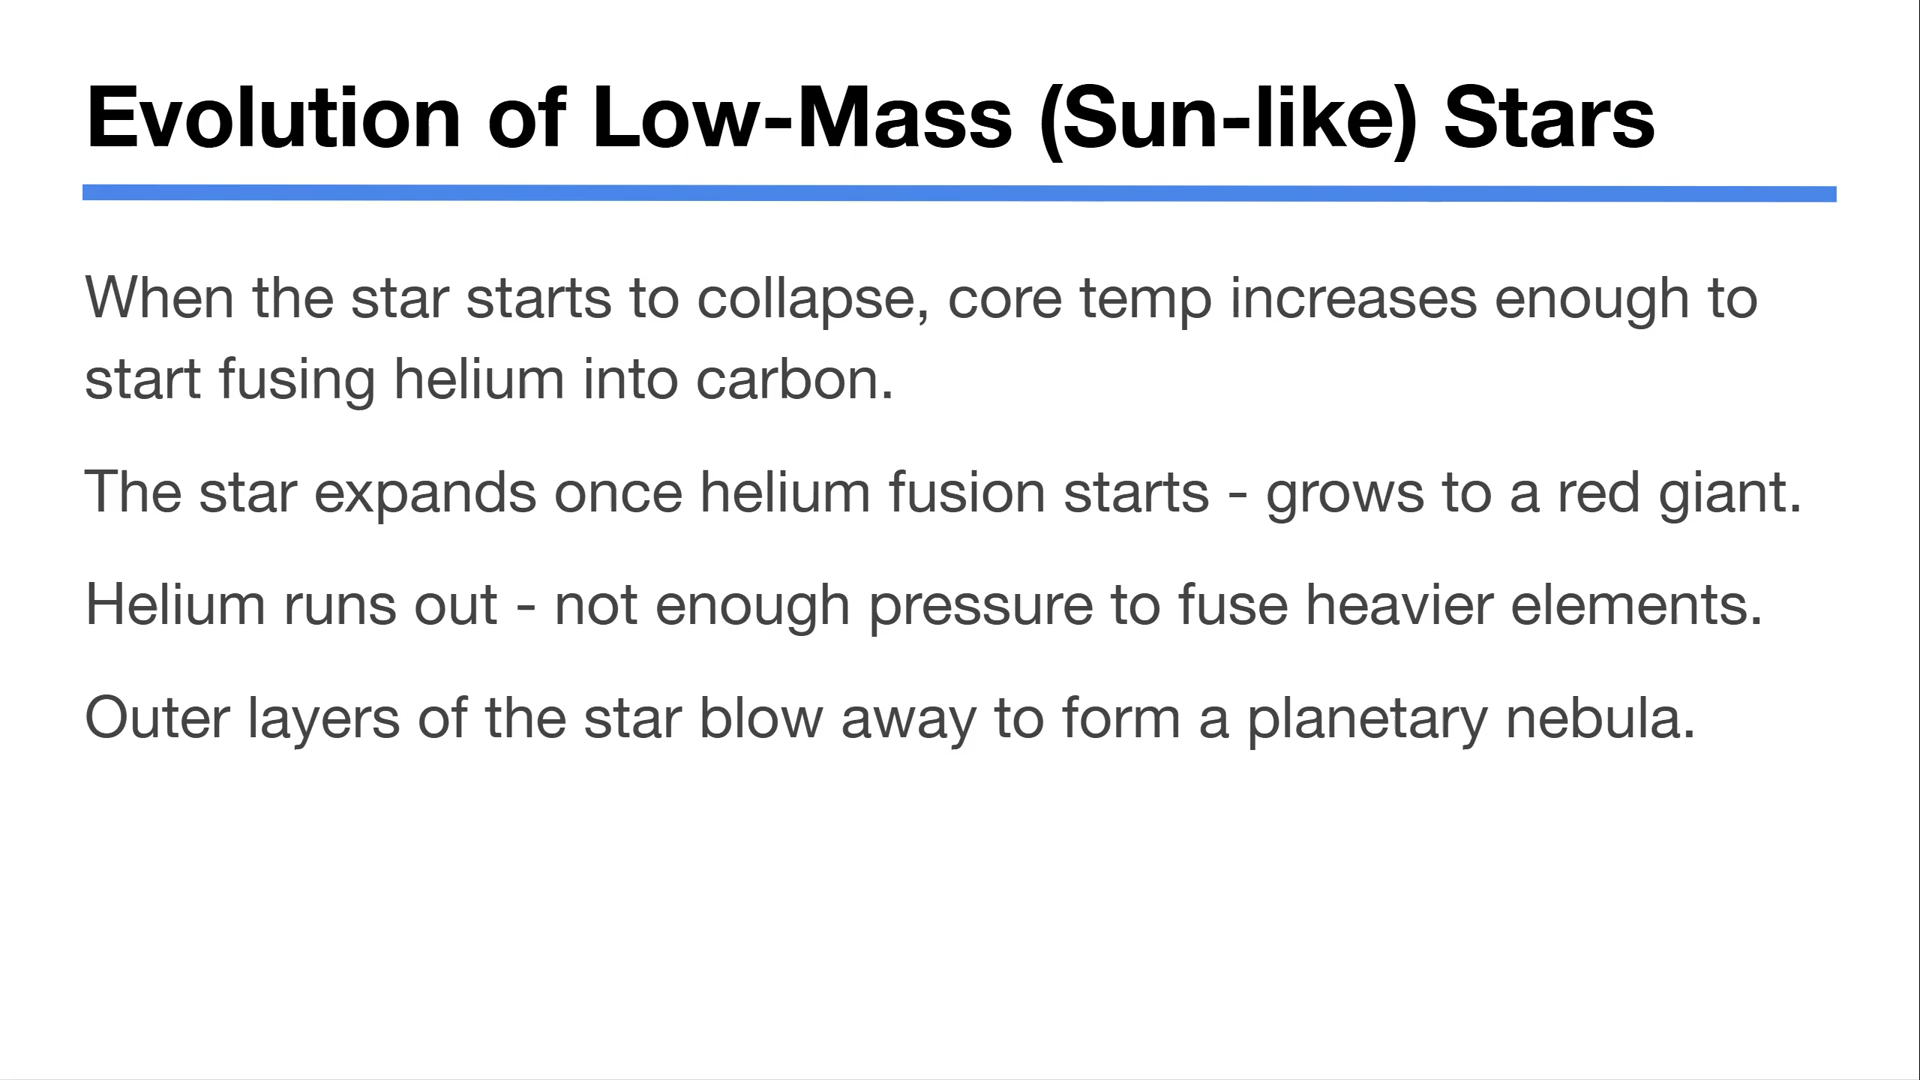 Evolution of Low-Mass (Sun-like) Stars
When the star starts to collapse, core temp increases enough to
start fusing helium into carbon.
The star expands once helium fusion starts - grows to a red giant.
Helium runs out - not enough pressure to fuse heavier elements.
Outer layers of the star blow away to form a planetary nebula.